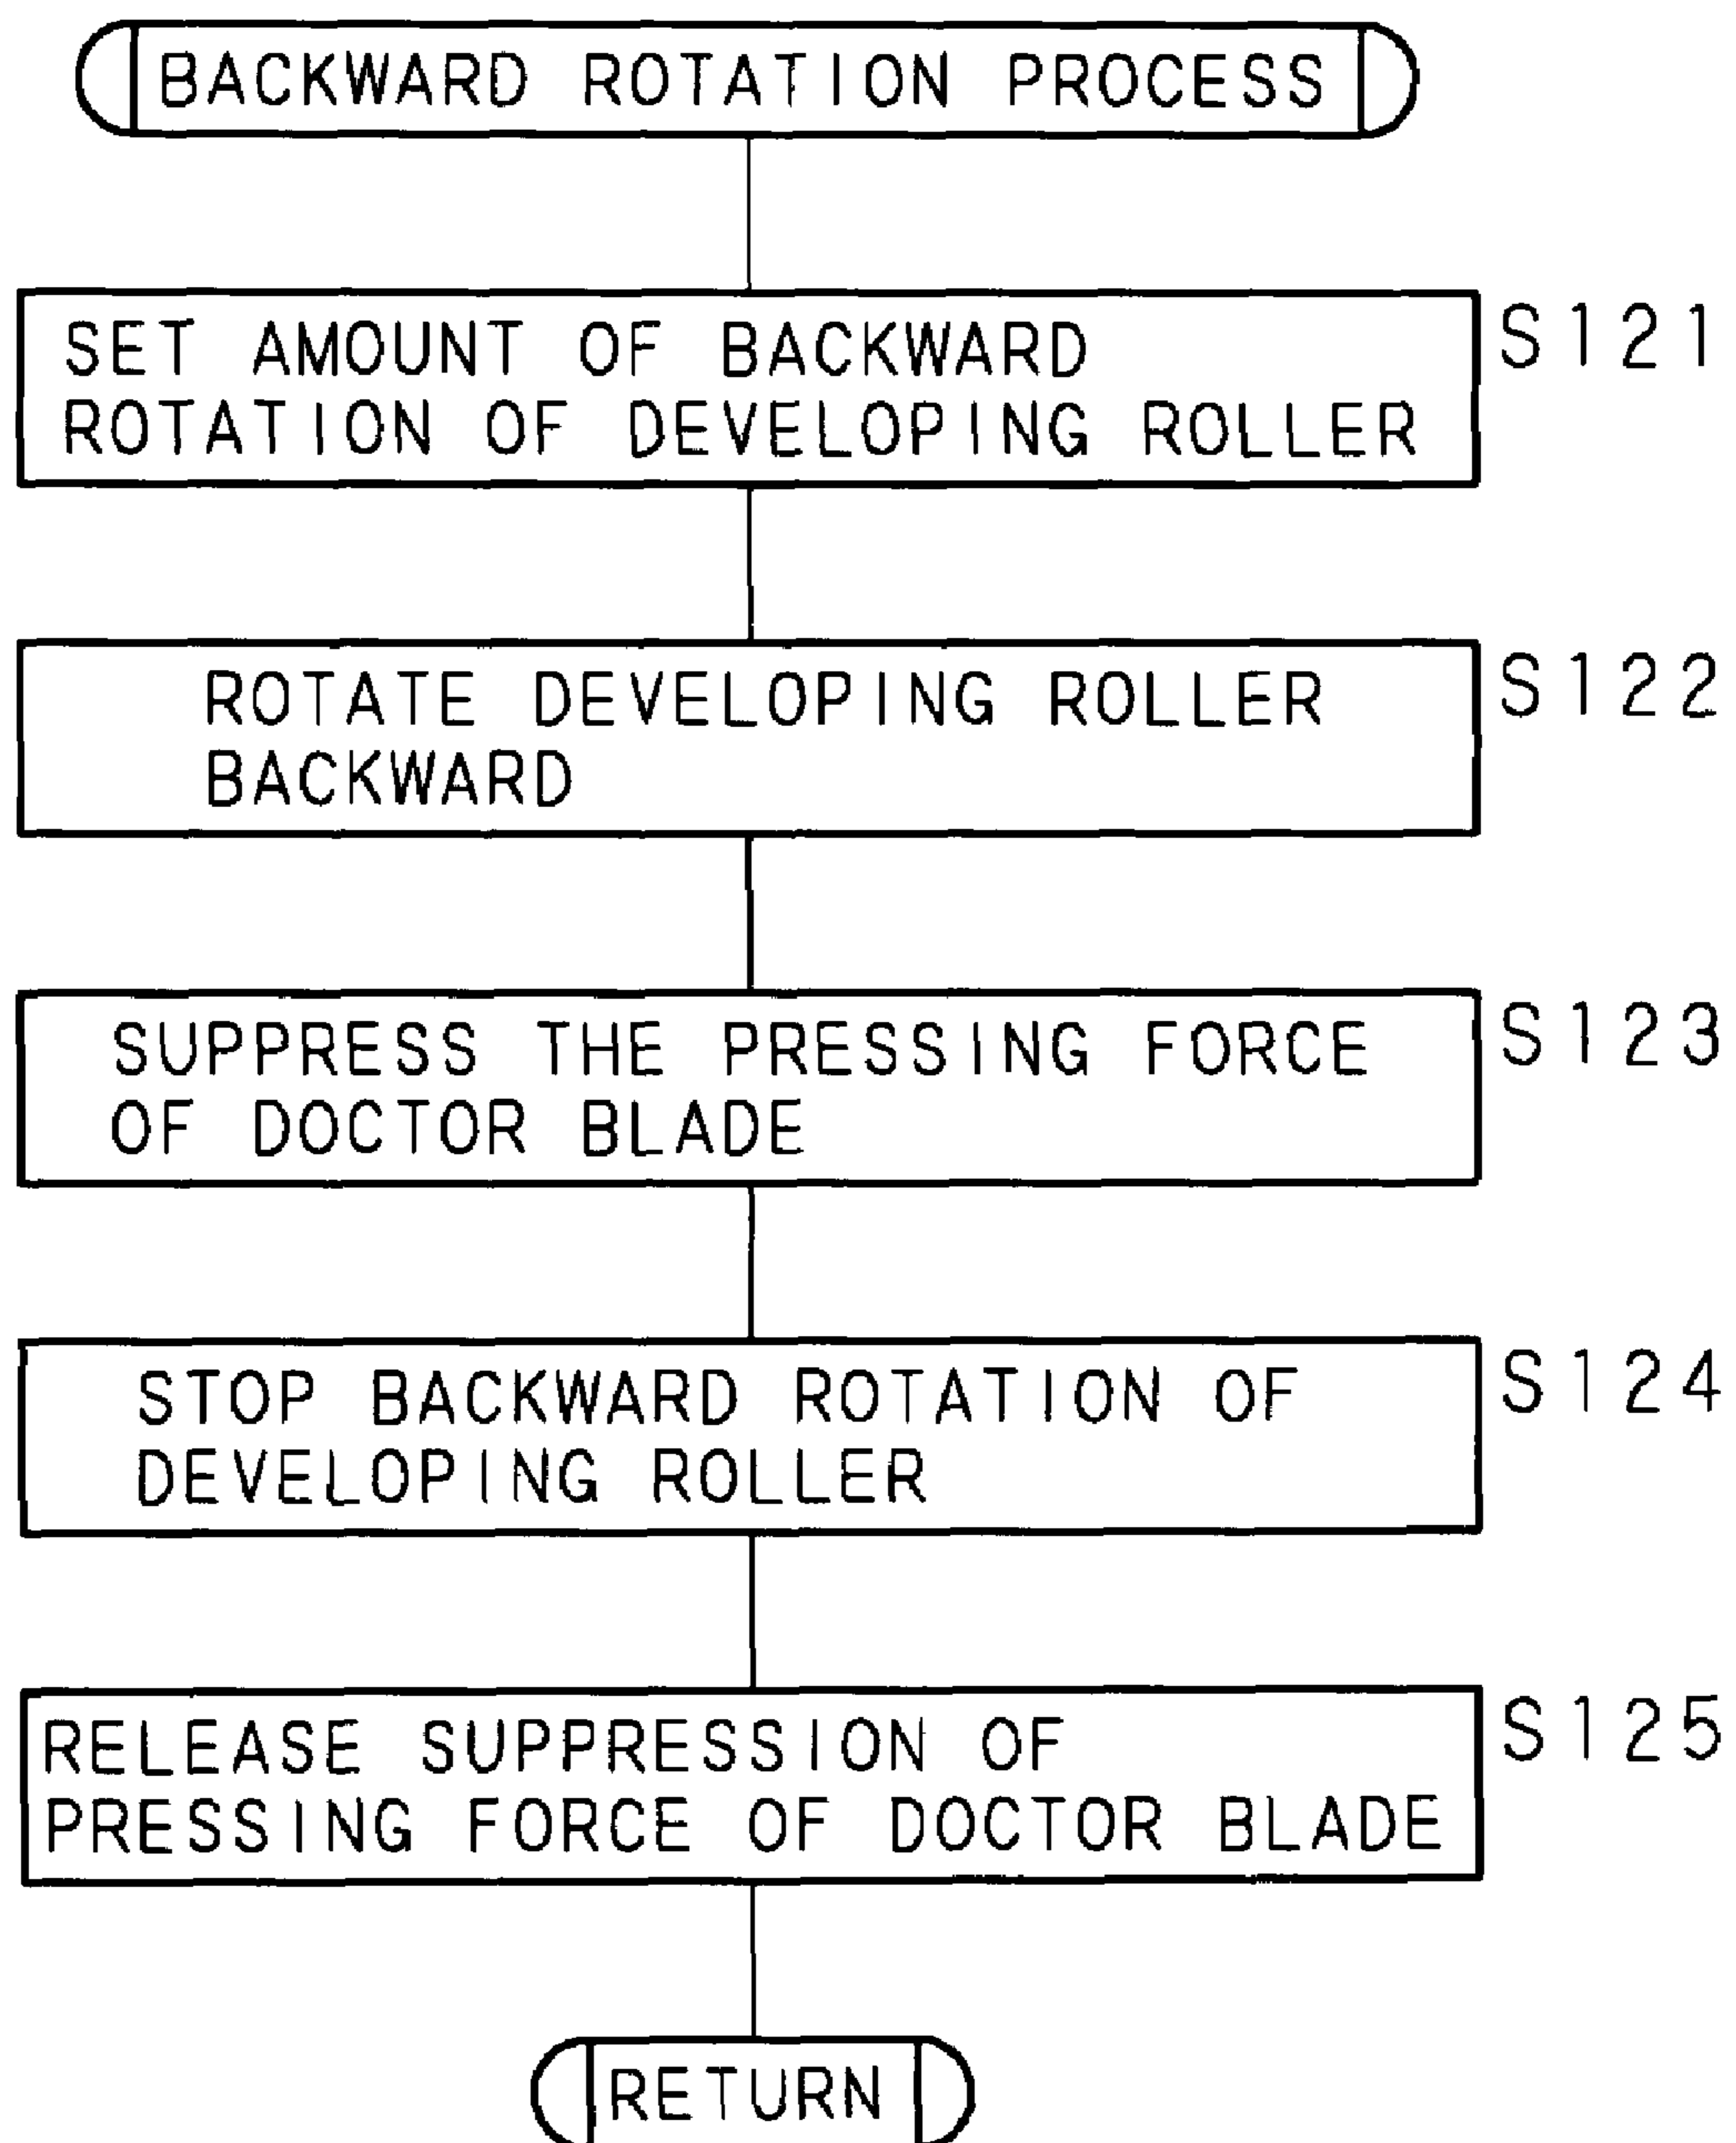 BACKWARD ROTATION PROCESS
SET AMOUNT OF BACKWARD
ROTATION OF DEVELOPING ROLLER
S121
ROTATE DEVELOPING ROLLER
BACKWARD
S122
SUPPRESS THE PRESSING FORCE
OF DOCTOR BLADE
S123
STOP BACKWARD ROTATION OF
DEVELOPING ROLLER
S124
RELEASE SUPPRESSION OF
PRESSING FORCE OF DOCTOR BLADE
S125
RETURN